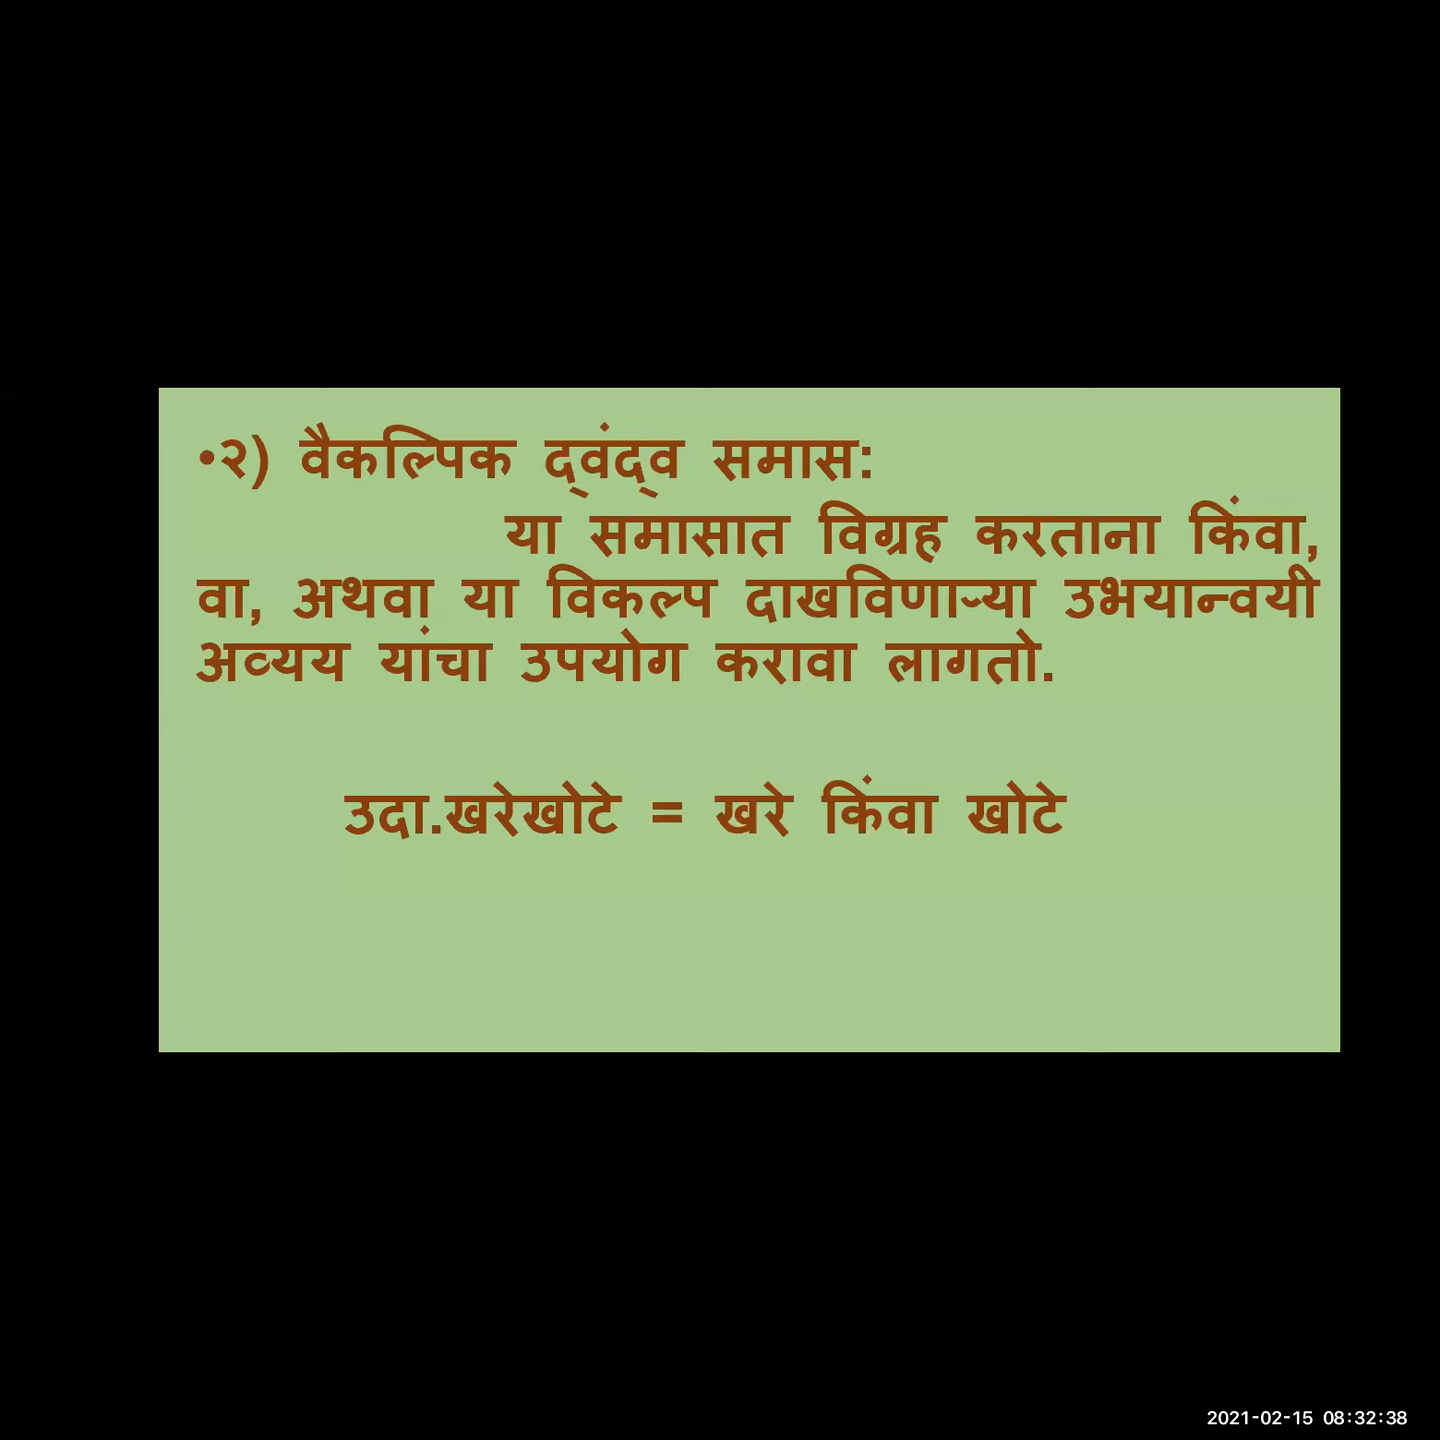 •२) वैकल्पिक द्‌वंद्‌व समास:
या समासात विग्रह करताना किंवा,
वा, अथवा या विकल्प दाखविणाऱ्या उभयान्वयी
अव्यय यांचा उपयोग करावा लागतो.
उदा.खरेखोटे = खरे किंवा खोटे
2021-02-15 08:32:38